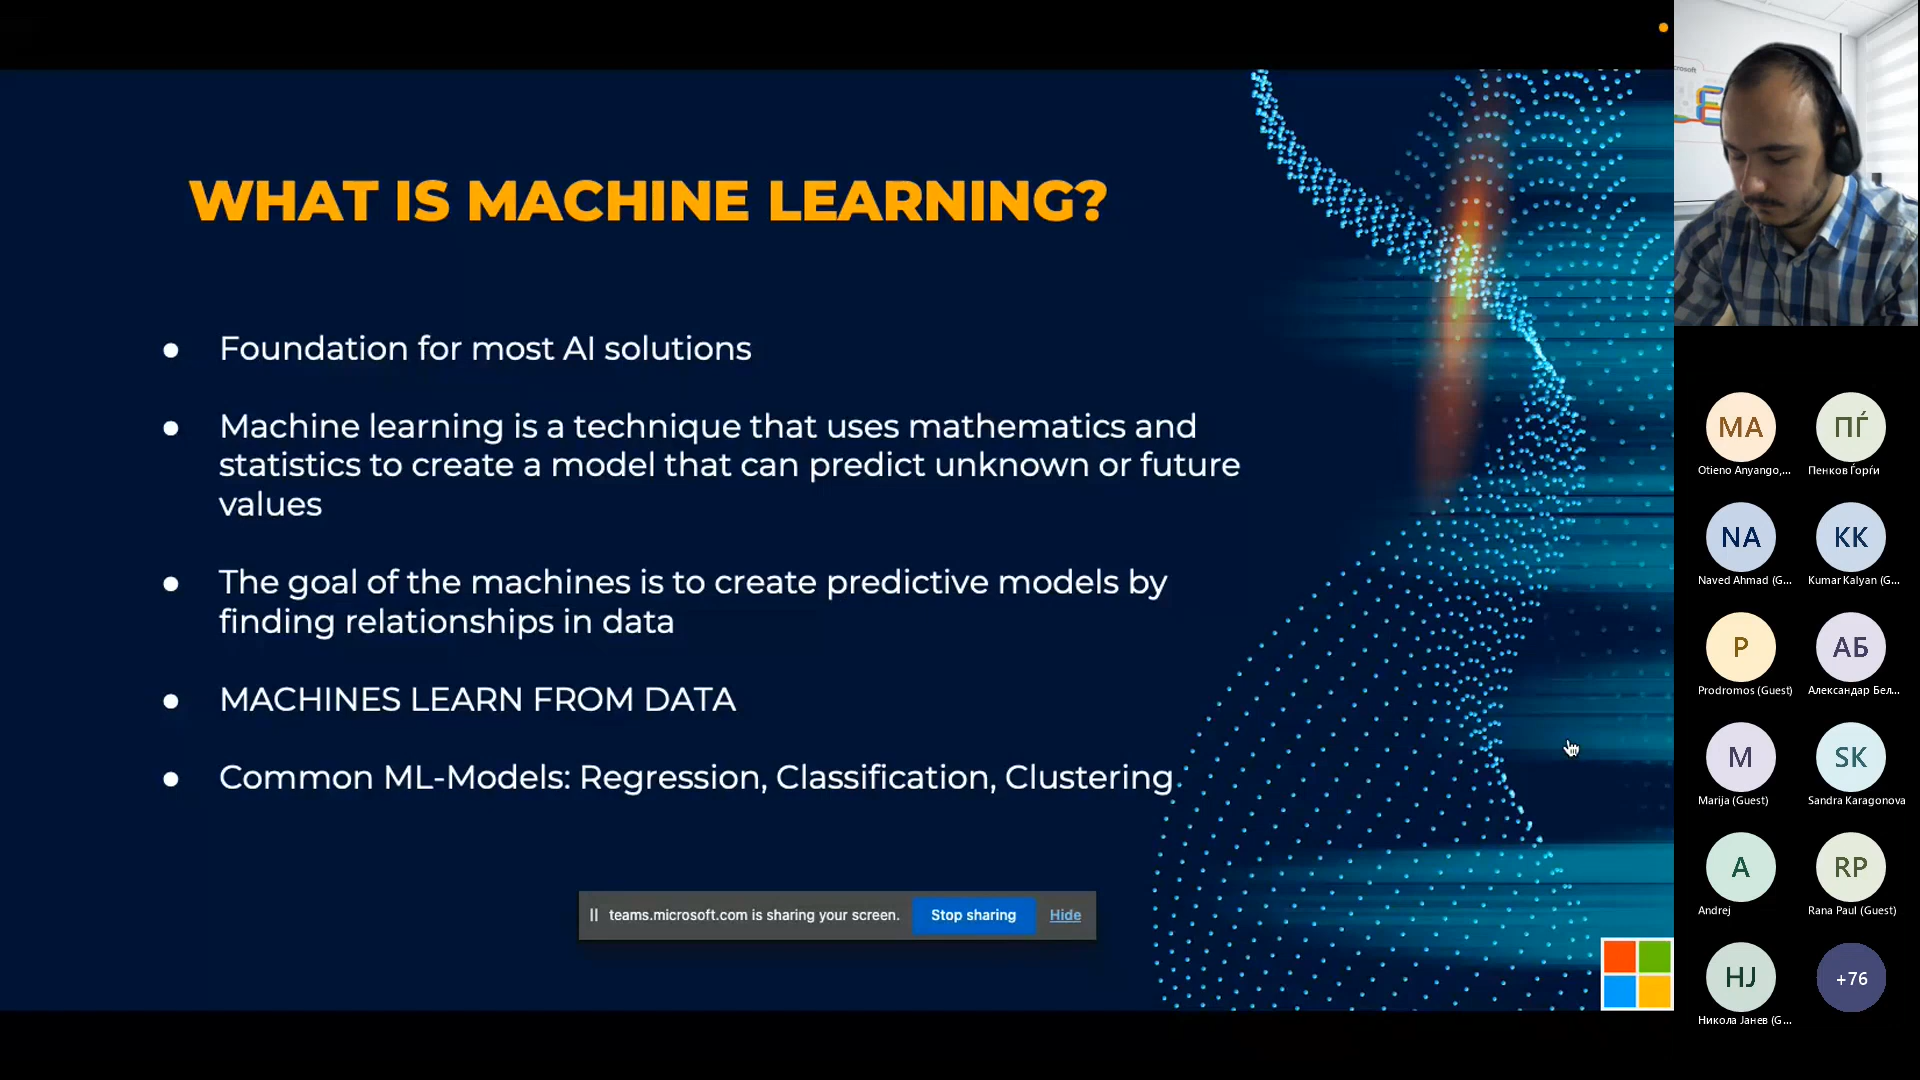 WHAT IS MACHINE LEARNING?
Foundation for most AI solutions
Machine learning is a technique that uses mathematics and
statistics to create a model that can predict unknown or future
values
The goal of the machines is to create predictive models by
finding relationships in data
MACHINES LEARN FROM DATA
Common ML-Models: Regression, Classification, Clustering
teams.microsoft.com is sharing your screen. Stop sharing Hide
MA ПЃ
Otieno Anyango,... Пенков Ѓорѓи
NA KK
Naved Ahmad (G... Kumar Kalyan (G...
P АБ
Prodromos (Guest) Александар Бел...
M SK
Marija (Guest) Sandra Karagonova
A RP
Andrej Rana Paul (Guest)
НЈ +76
Никола Јанев (G...